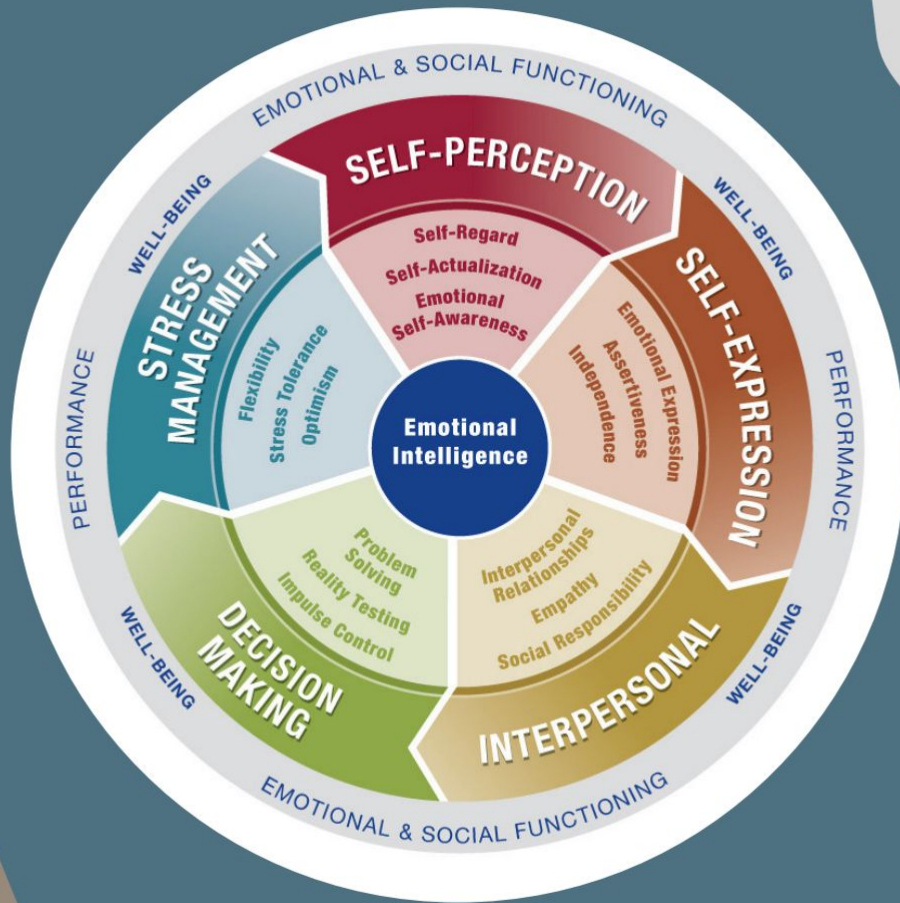 EMOTIONAL & SOCIAL FUNCTIONING
WELL-BEING
WELL-BEING
PERFORMANCE
PERFORMANCE
WELL-BEING
WELL-BEING
EMOTIONAL & SOCIAL FUNCTIONING
SELF-PERCEPTION
Self-Regard
Self-Actualization
Emotional
Self-Awareness
SELF-EXPRESSION
Emotional Expression
Assertiveness
Independence
INTERPERSONAL
Interpersonal
Relationships
Empathy
Social Responsibility
DECISION
MAKING
Problem
Solving
Reality Testing
Impulse Control
STRESS
MANAGEMENT
Flexibility
Stress Tolerance
Optimism
Emotional
Intelligence